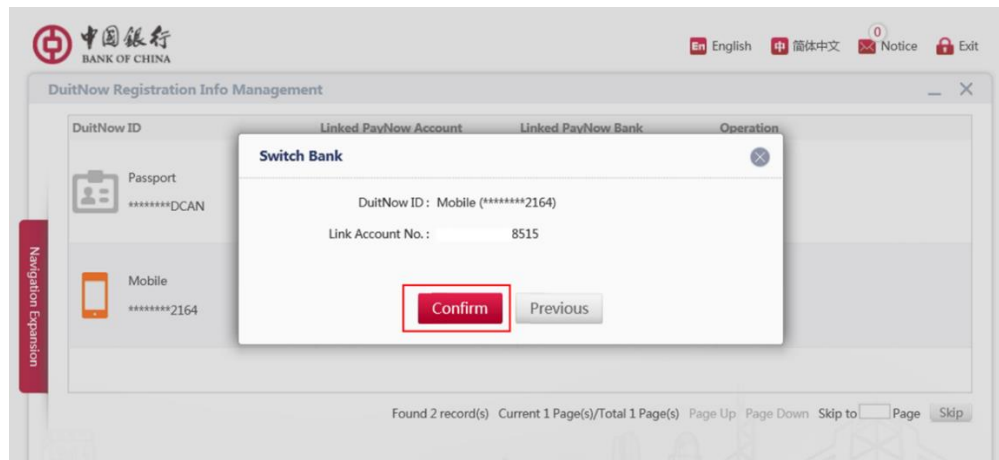 中国银行
BANK OF CHINA
En English 中 简体中文 0 Notice Exit
DuitNow Registration Info Management
DuitNow ID Linked PayNow Account Linked PayNow Bank Operation
Switch Bank
Passport
********DCAN
DuitNow ID : Mobile (********2164)
Link Account No. : 8515
Mobile
********2164
Confirm Previous
Navigation Expansion
Found 2 record(s) Current 1 Page(s)/Total 1 Page(s) Page Up Page Down Skip to Page Skip